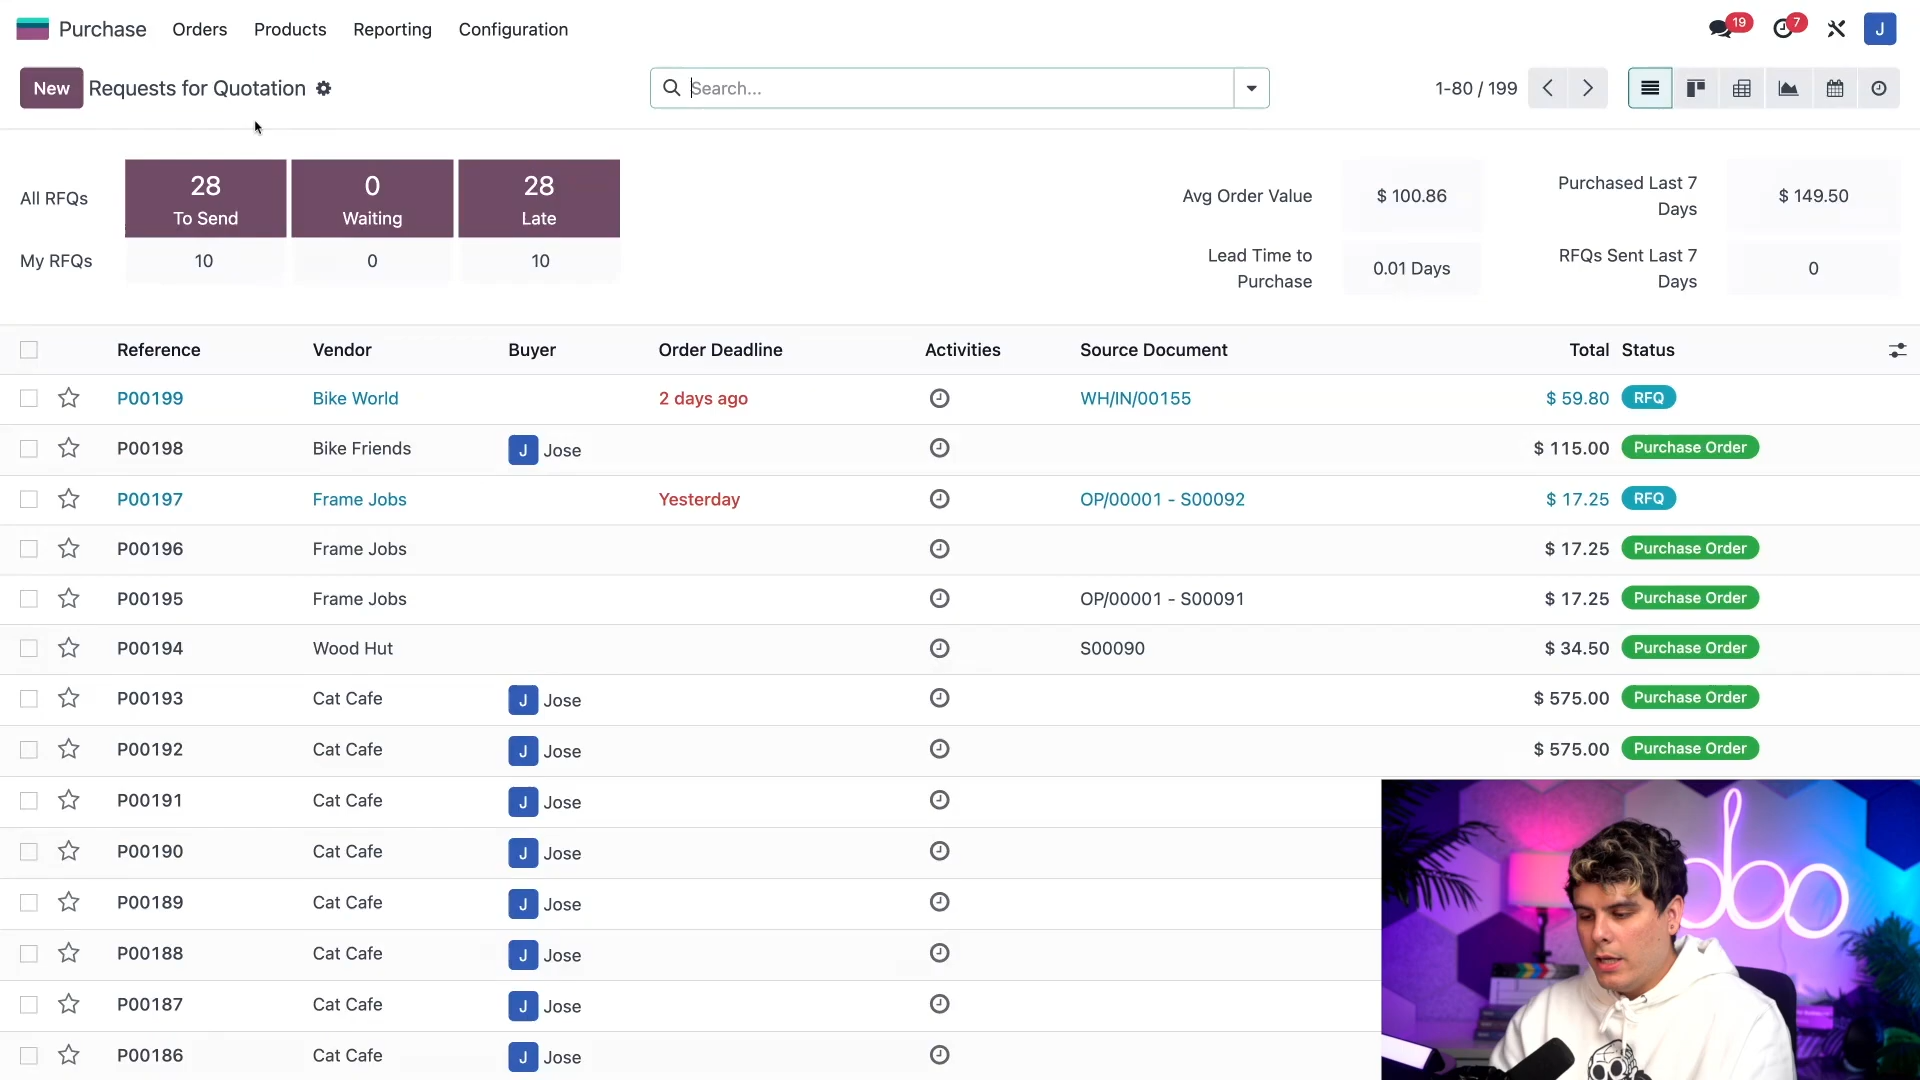 Purchase Orders Products Reporting Configuration 19 7 J
New Requests for Quotation Search... 1-80 / 199
All RFQs 28 To Send 0 Waiting 28 Late
My RFQs 10 0 10
Avg Order Value $ 100.86 Purchased Last 7 Days $ 149.50
Lead Time to Purchase 0.01 Days RFQs Sent Last 7 Days 0
Reference Vendor Buyer Order Deadline Activities Source Document Total Status
P00199 Bike World 2 days ago WH/IN/00155 $ 59.80 RFQ
P00198 Bike Friends J Jose $ 115.00 Purchase Order
P00197 Frame Jobs Yesterday OP/00001 - S00092 $ 17.25 RFQ
P00196 Frame Jobs $ 17.25 Purchase Order
P00195 Frame Jobs OP/00001 - S00091 $ 17.25 Purchase Order
P00194 Wood Hut S00090 $ 34.50 Purchase Order
P00193 Cat Cafe J Jose $ 575.00 Purchase Order
P00192 Cat Cafe J Jose $ 575.00 Purchase Order
P00191 Cat Cafe J Jose
P00190 Cat Cafe J Jose
P00189 Cat Cafe J Jose
P00188 Cat Cafe J Jose
P00187 Cat Cafe J Jose
P00186 Cat Cafe J Jose